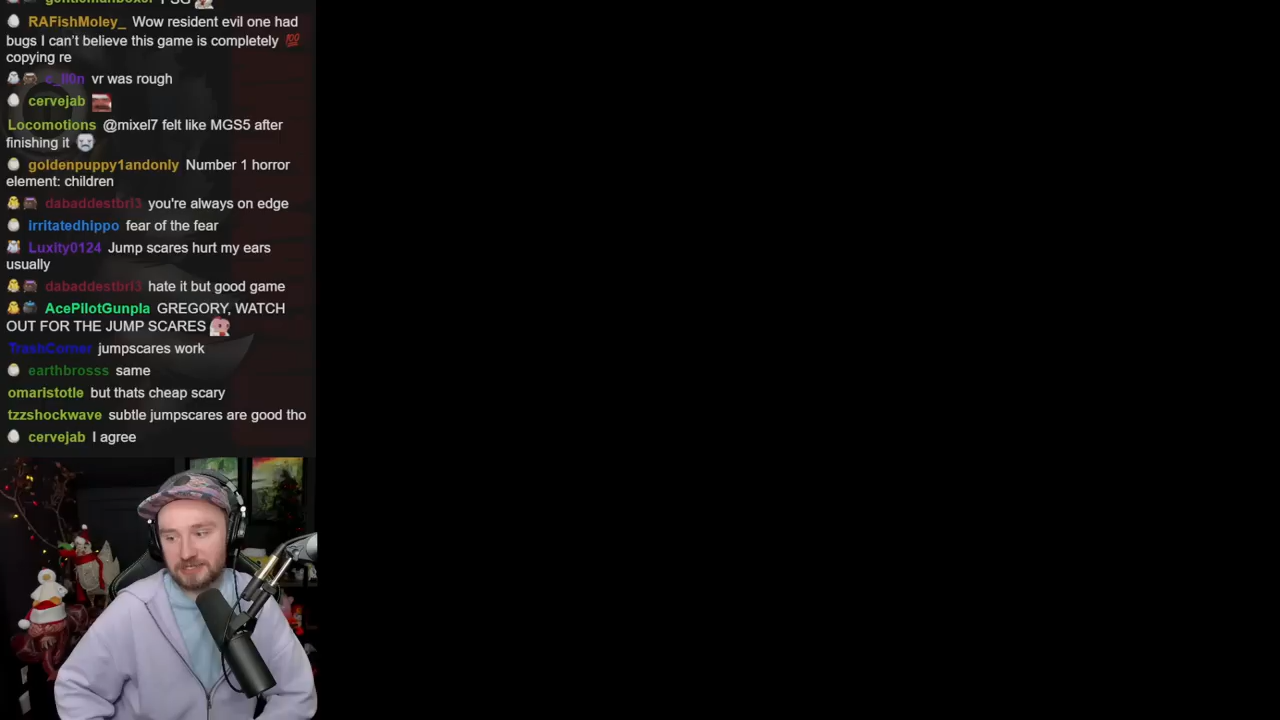 RAFishMoley_ Wow resident evil one had
bugs I can't believe this game is completely 💯
copying re
c_li0n vr was rough
cervejab
Locomotions @mixel7 felt like MGS5 after
finishing it
goldenpuppy1andonly Number 1 horror
element: children
dabaddestbrl3 you're always on edge
irritatedhippo fear of the fear
Luxity0124 Jump scares hurt my ears
usually
dabaddestbrl3 hate it but good game
AcePilotGunpla GREGORY, WATCH
OUT FOR THE JUMP SCARES
TrashCorner jumpscares work
earthbrosss same
omaristotle but thats cheap scary
tzzshockwave subtle jumpscares are good tho
cervejab I agree